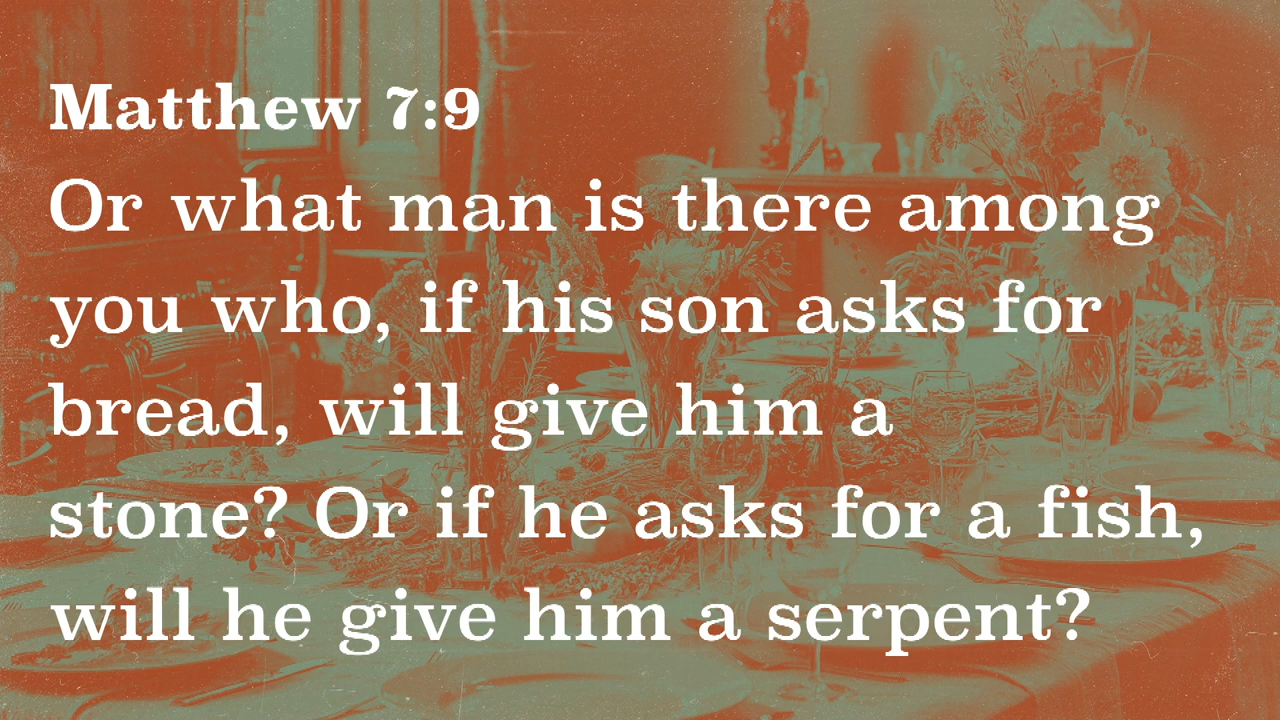 Matthew 7:9
Or what man is there among
you who, if his son asks for
bread, will give him a
stone? Or if he asks for a fish,
will he give him a serpent?